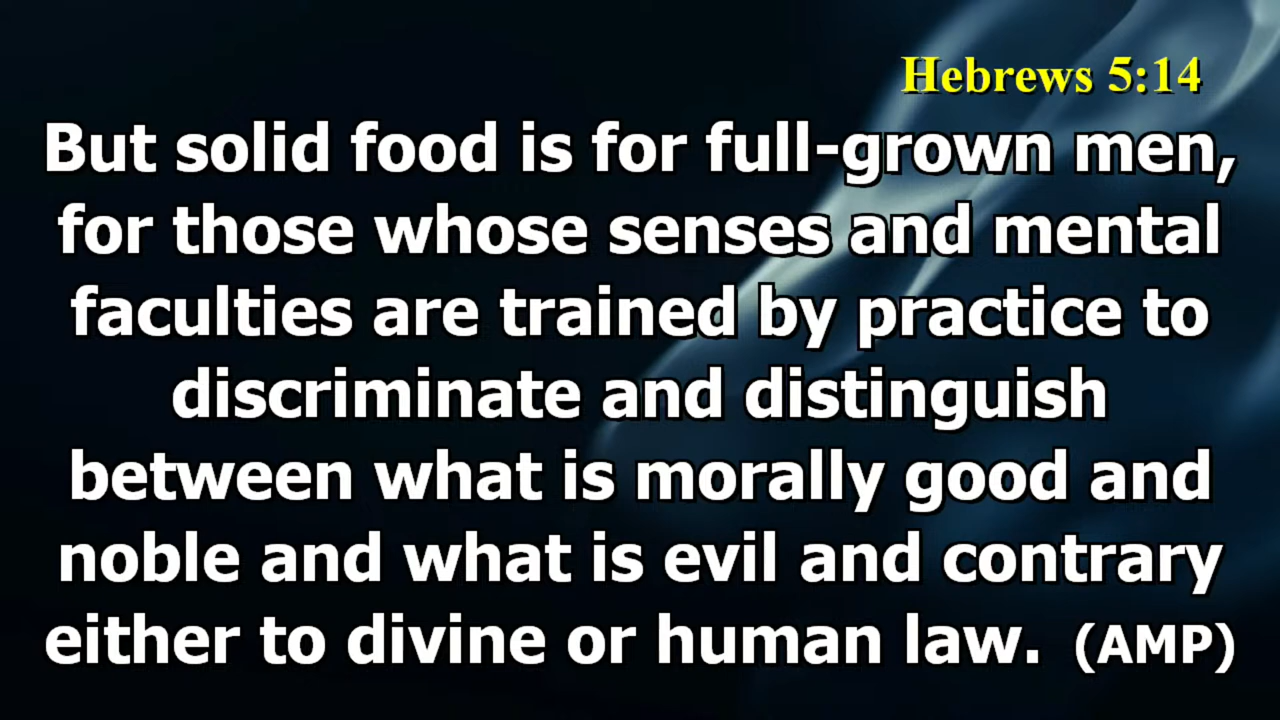 Hebrews 5:14
But solid food is for full-grown men,
for those whose senses and mental
faculties are trained by practice to
discriminate and distinguish
between what is morally good and
noble and what is evil and contrary
either to divine or human law. (AMP)